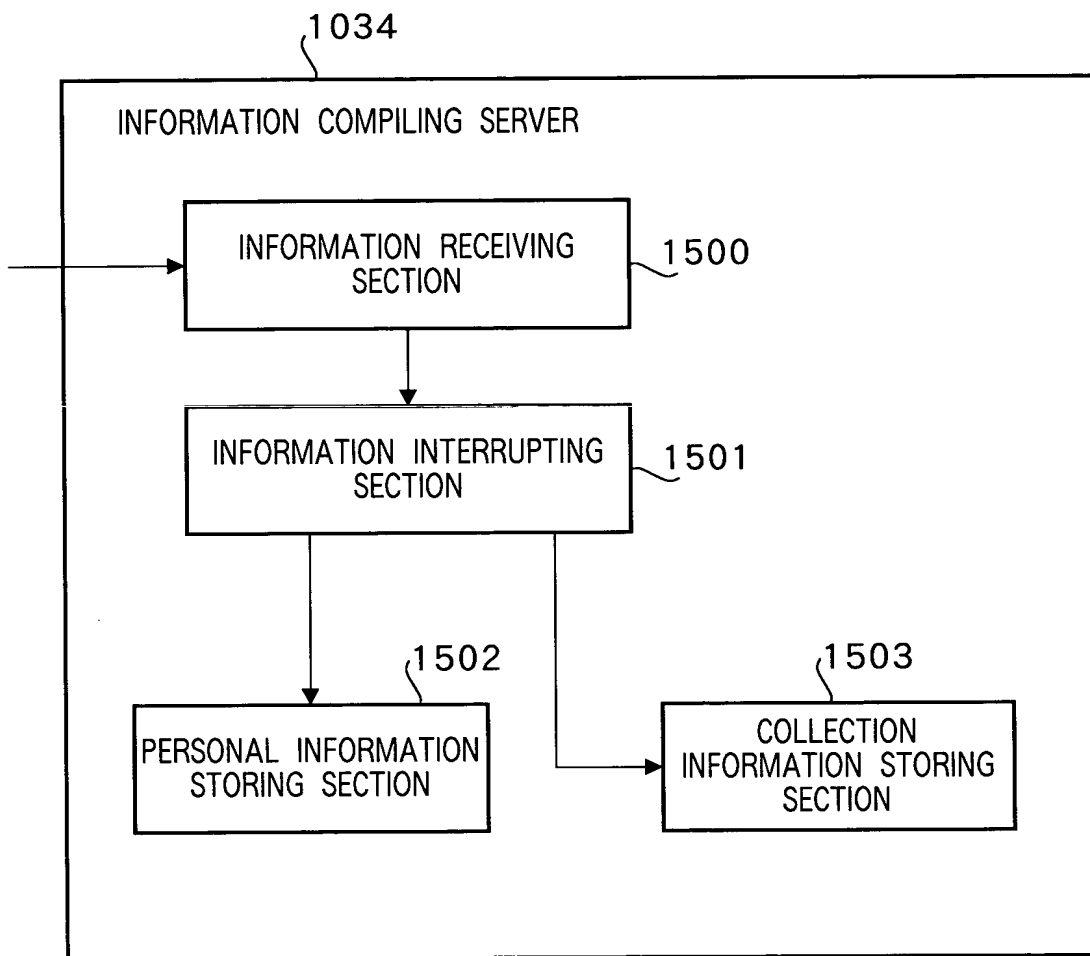 1034
INFORMATION COMPILING SERVER
INFORMATION RECEIVING
SECTION
1500
INFORMATION INTERRUPTING
SECTION
1501
1502
PERSONAL INFORMATION
STORING SECTION
1503
COLLECTION
INFORMATION STORING
SECTION